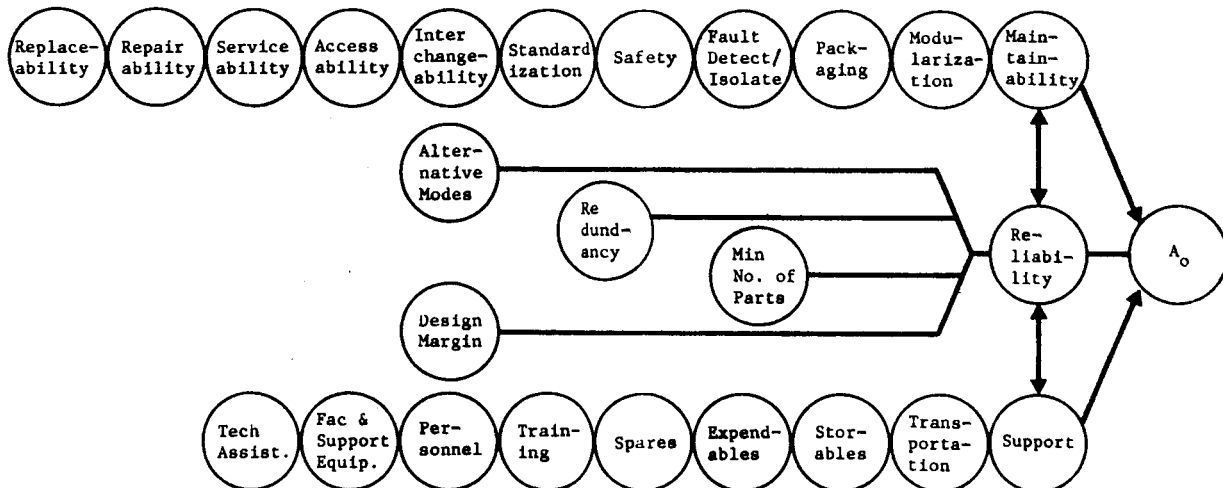 Replace-
ability
Repair
ability
Service
ability
Access
ability
Inter
change-
ability
Standard
ization
Safety
Fault
Detect/
Isolate
Pack-
aging
Modu-
lariza-
tion
Main-
tain-
ability
Alter-
native
Modes
Re
dund-
ancy
Min
No. of
Parts
Design
Margin
Re-
liabi-
lity
Ao
Tech
Assist.
Fac &
Support
Equip.
Per-
sonnel
Train-
ing
Spares
Expend-
ables
Stor-
ables
Trans-
porta-
tion
Support